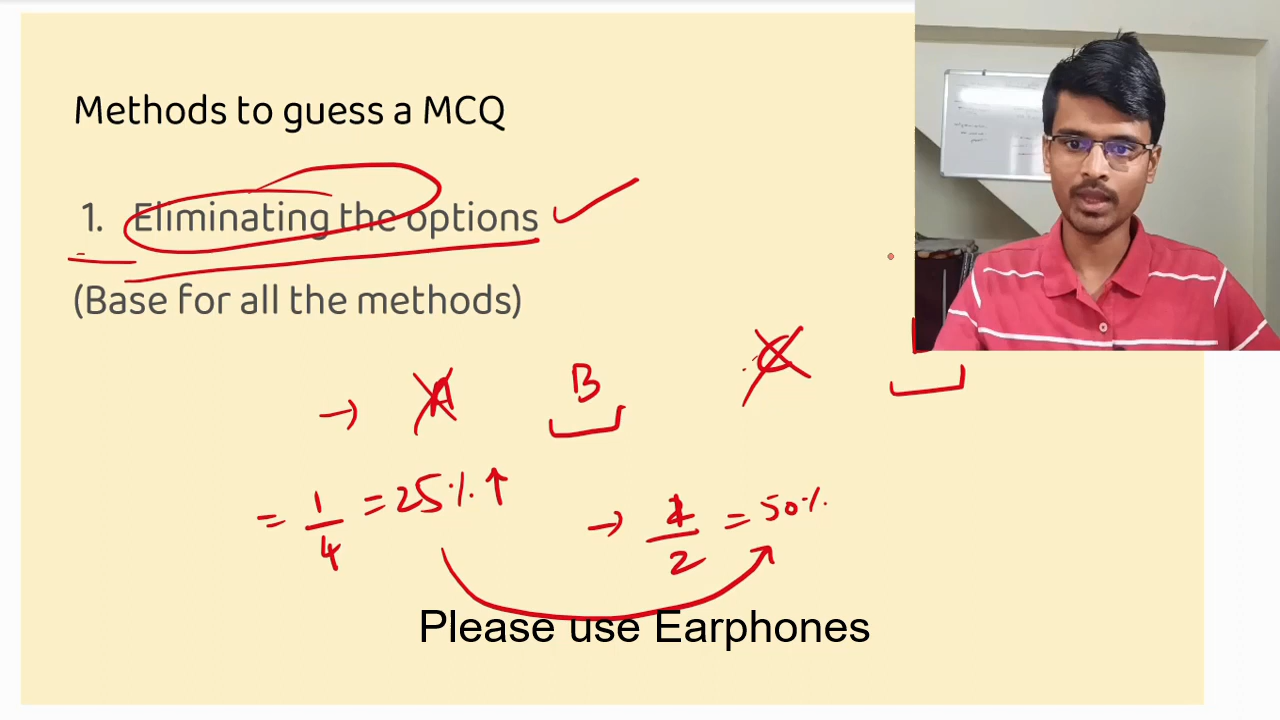 Methods to guess a MCQ
1. Eliminating the options
(Base for all the methods)
→ A B C
= 1/4 = 25% ↑ → 1/2 = 50%
Please use Earphones